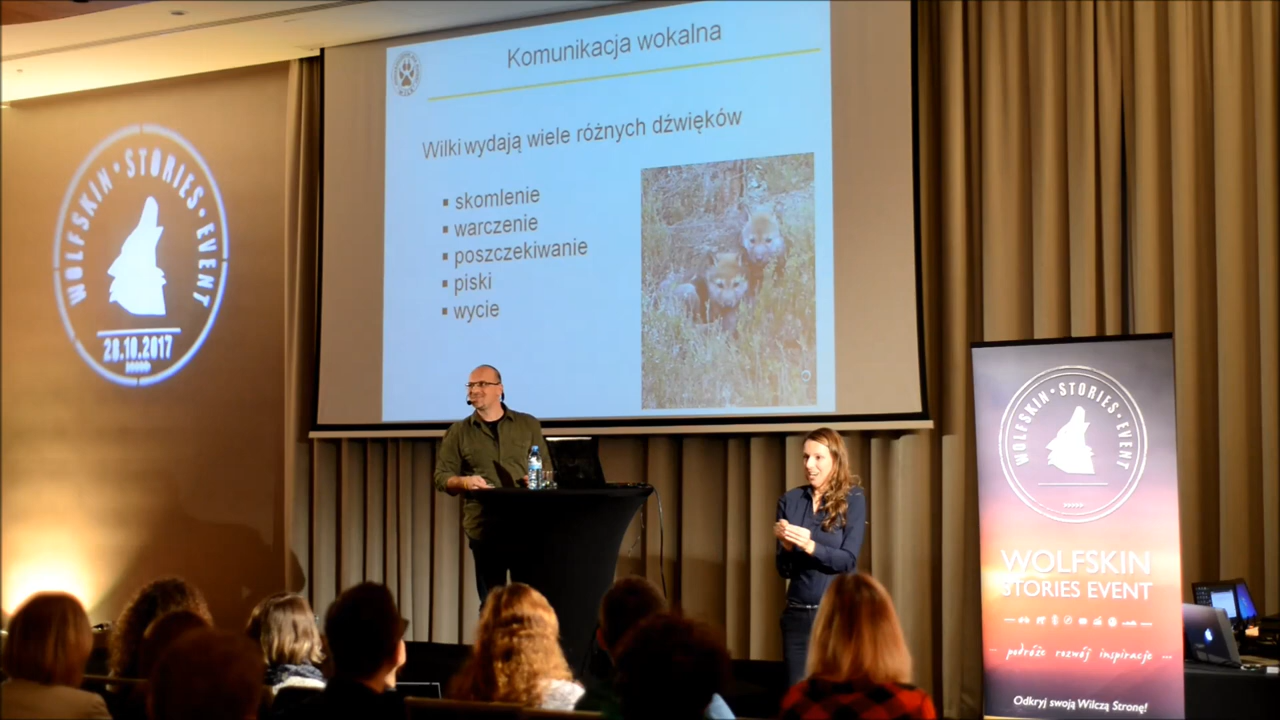 WOLFSKIN · STORIES · EVENT
28.10.2017
Komunikacja wokalna
Wilki wydają wiele różnych dźwięków
▪ skomlenie
▪ warczenie
▪ poszczekiwanie
▪ piski
▪ wycie
WOLFSKIN · STORIES · EVENT
WOLFSKIN
STORIES EVENT
podróże rozwój inspiracje ...
Odkryj swoją Wilczą Stronę!